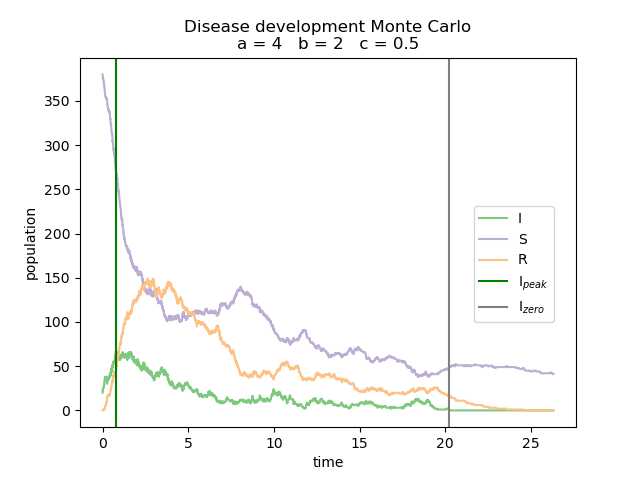 Disease development Monte Carlo
a = 4   b = 2   c = 0.5
population
350
300
250
200
150
100
50
0
I
S
R
I_peak
I_zero
0
5
10
15
20
25
time